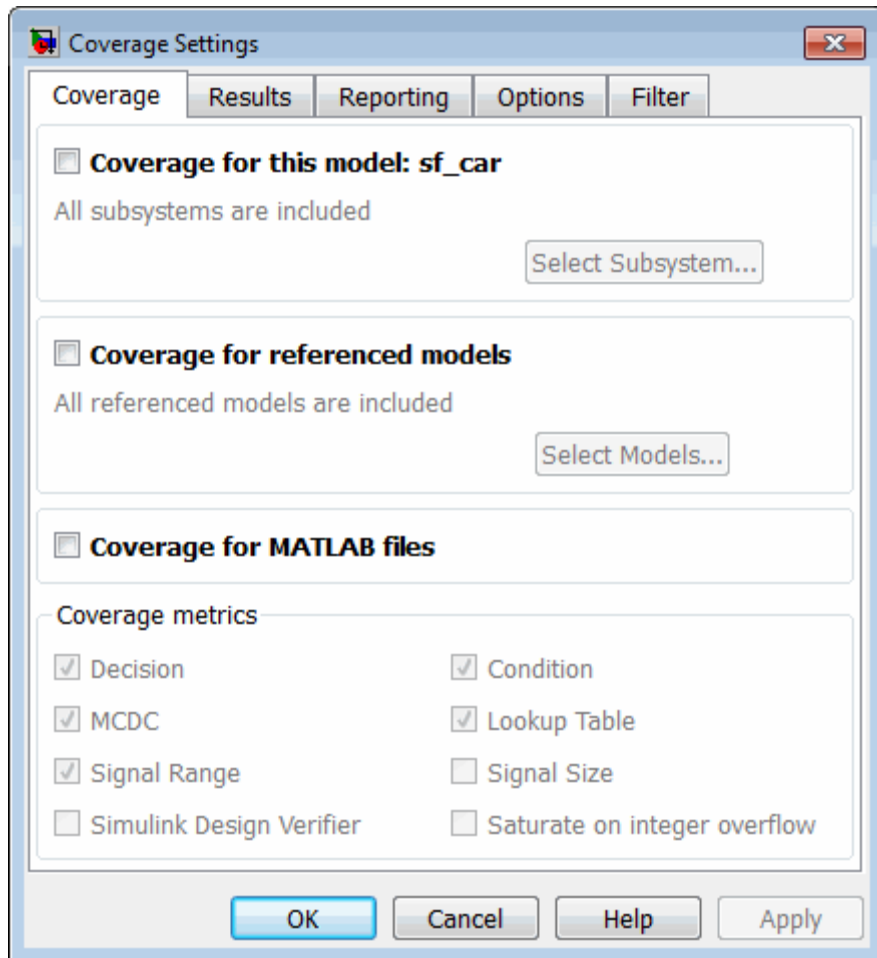 Coverage Settings
Coverage Results Reporting Options Filter
Coverage for this model: sf_car
All subsystems are included
Select Subsystem...
Coverage for referenced models
All referenced models are included
Select Models...
Coverage for MATLAB files
Coverage metrics
Decision Condition
MCDC Lookup Table
Signal Range Signal Size
Simulink Design Verifier Saturate on integer overflow
OK Cancel Help Apply